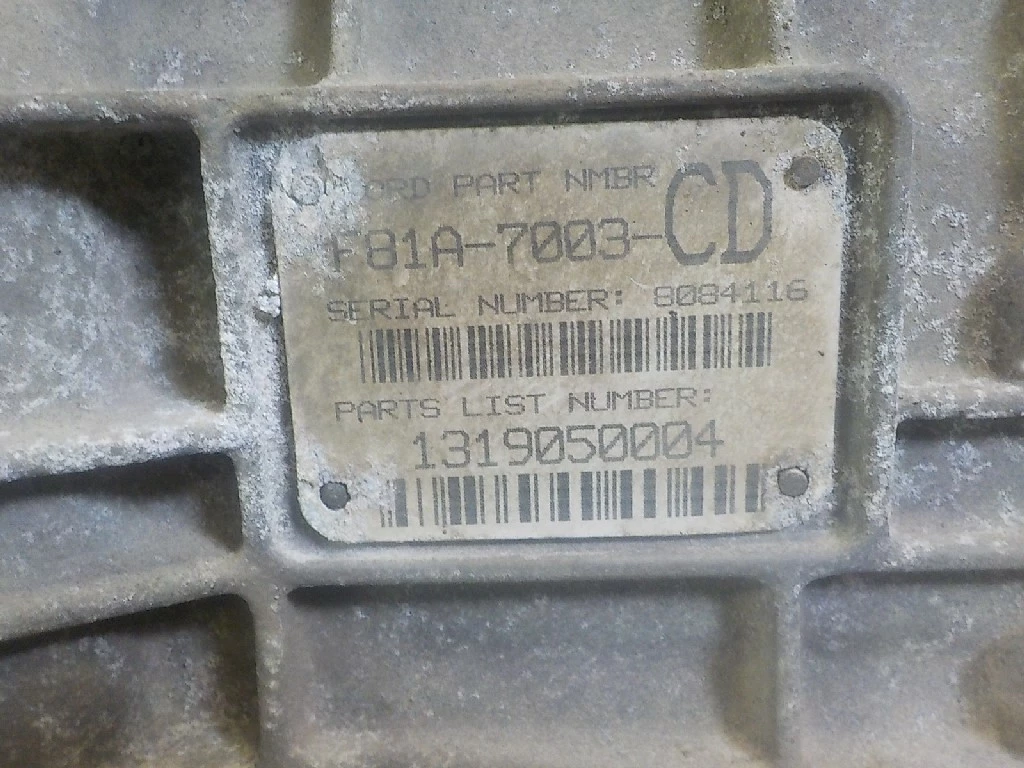 FORD PART NMBR
F81A-7003-CD
SERIAL NUMBER: 8084116
PARTS LIST NUMBER:
1319050004